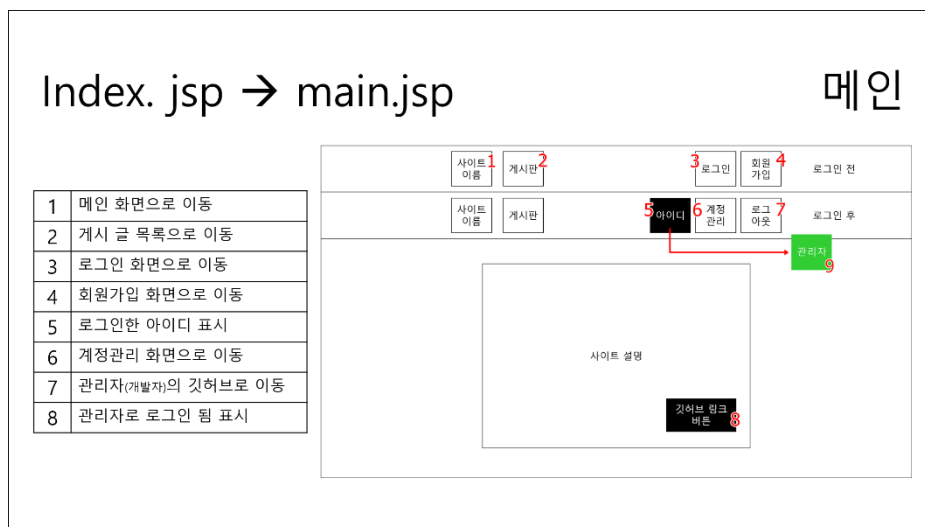 Index. jsp → main.jsp
메인
1 메인 화면으로 이동
2 게시 글 목록으로 이동
3 로그인 화면으로 이동
4 회원가입 화면으로 이동
5 로그인한 아이디 표시
6 계정관리 화면으로 이동
7 관리자(개발자)의 깃허브로 이동
8 관리자로 로그인 됨 표시
사이트
이름
1
게시판
2
3
로그인
회원
가입
4
로그인 전
사이트
이름
게시판
5
아이디
6
계정
관리
로그
아웃
7
로그인 후
관리자
9
사이트 설명
깃허브 링크
버튼
8